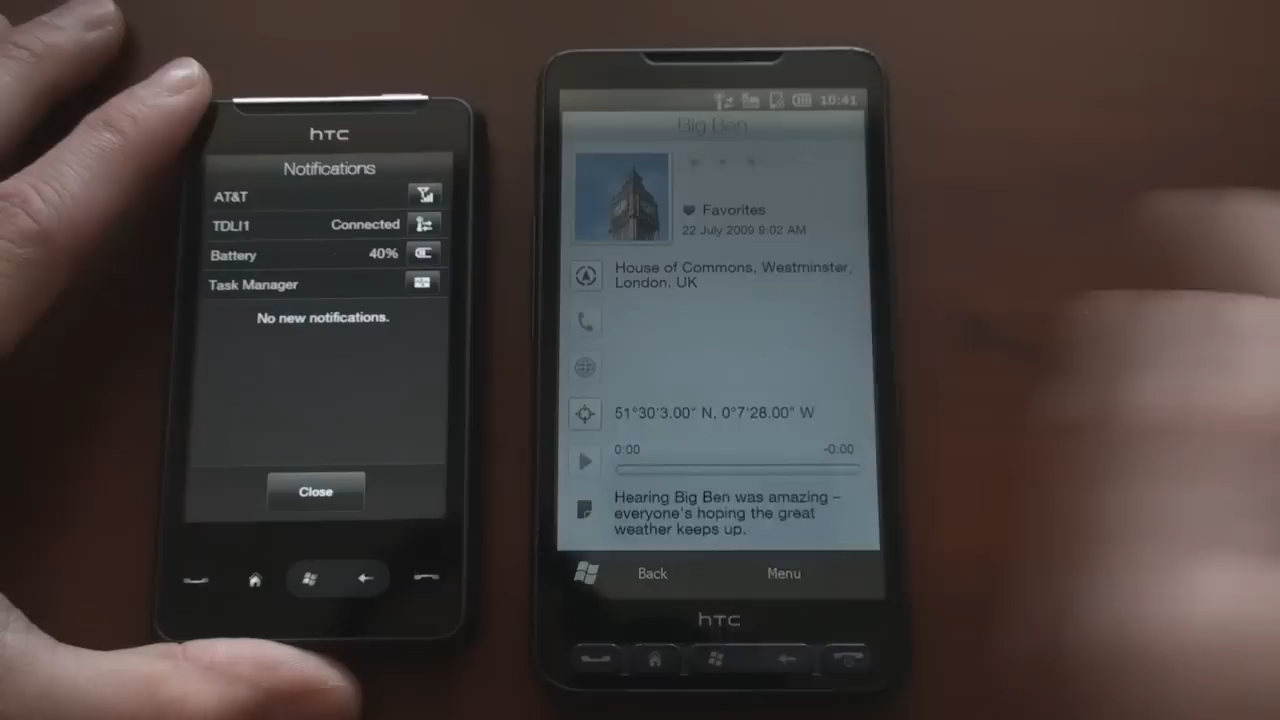 hTC
Notifications
AT&T
TDLI1 Connected
Battery 40%
Task Manager
No new notifications.
Close
10:41
Big Ben
Favorites
22 July 2009 9:02 AM
House of Commons, Westminster,
London, UK
51°30'3.00" N, 0°7'28.00" W
0:00 -0:00
Hearing Big Ben was amazing –
everyone's hoping the great
weather keeps up.
Back Menu
hTC